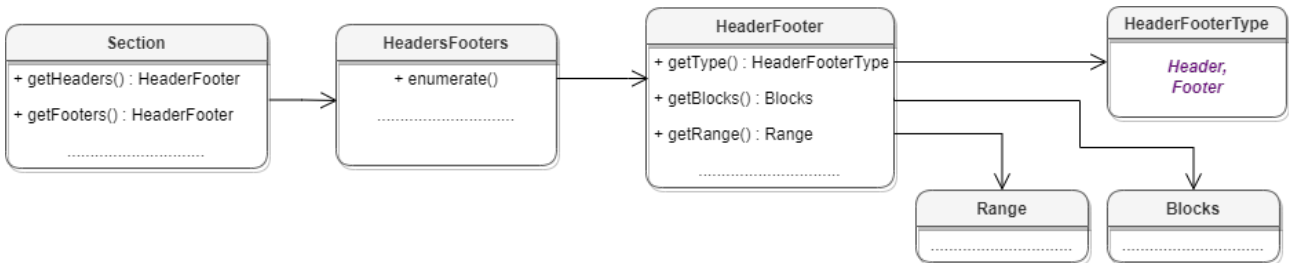 Section
+ getHeaders() : HeaderFooter
+ getFooters() : HeaderFooter
................................
HeadersFooters
+ enumerate()
................................
HeaderFooter
+ getType() : HeaderFooterType
+ getBlocks() : Blocks
+ getRange() : Range
................................
HeaderFooterType
Header,
Footer
Range
................................
Blocks
................................